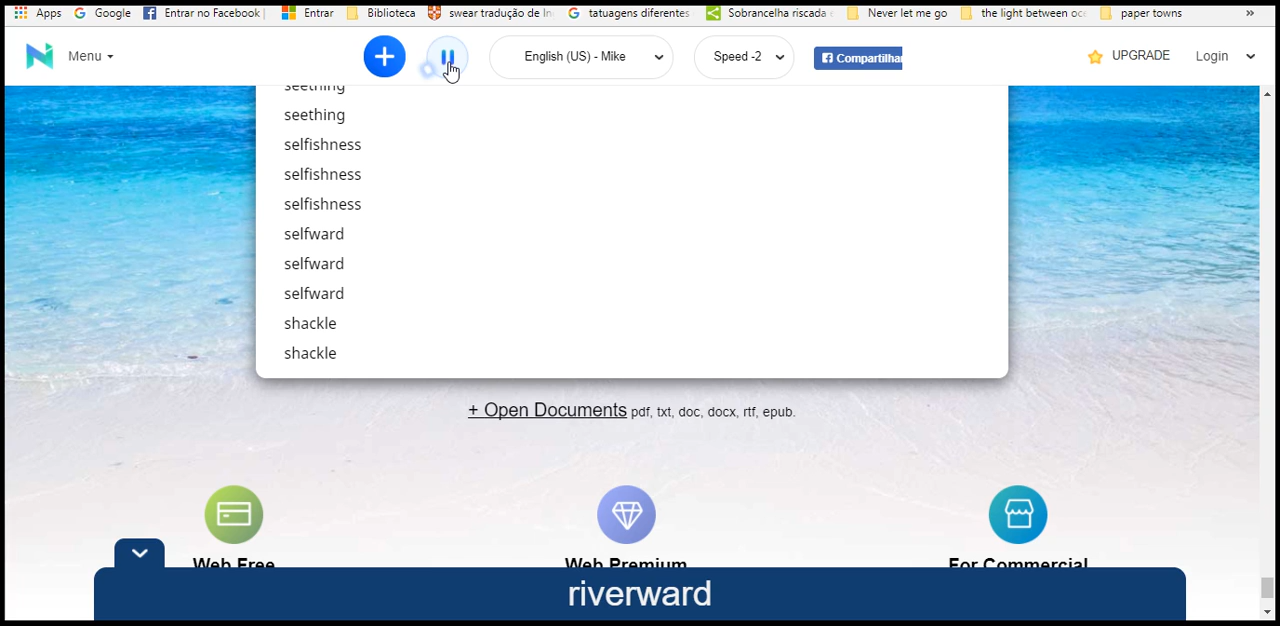 Apps Google Entrar no Facebook Entrar Biblioteca swear tradução de In tatuagens diferentes Sobrancelha riscada Never let me go the light between oce paper towns »
Menu English (US) - Mike Speed -2 Compartilhar UPGRADE Login
seething
seething
selfishness
selfishness
selfishness
selfward
selfward
selfward
shackle
shackle
+ Open Documents pdf, txt, doc, docx, rtf, epub.
Web Free Web Premium For Commercial
riverward